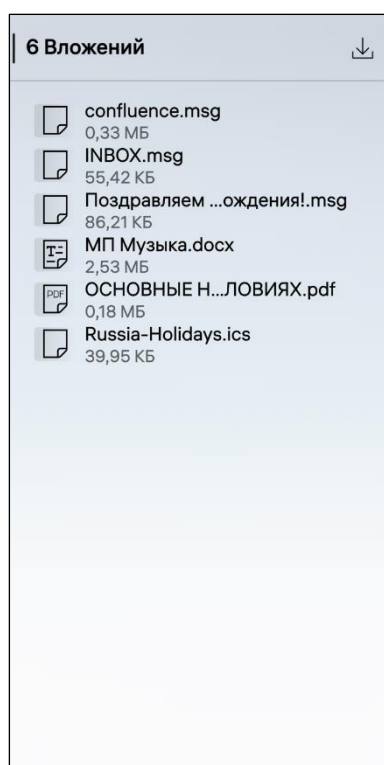 6 Вложений
confluence.msg
0,33 МБ
INBOX.msg
55,42 КБ
Поздравляем ...ождения!.msg
86,21 КБ
МП Музыка.docx
2,53 МБ
PDF
ОСНОВНЫЕ Н...ЛОВИЯХ.pdf
0,18 МБ
Russia-Holidays.ics
39,95 КБ